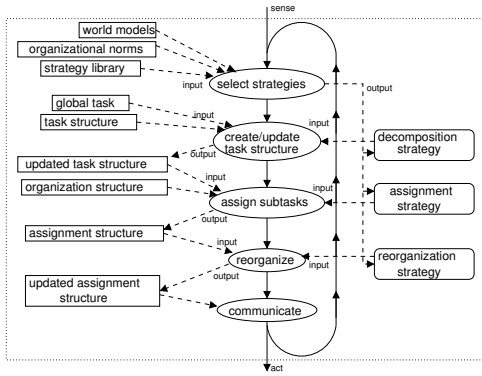 sense
world models
organizational norms
strategy library
input
select strategies
output
global task
input
input
task structure
create/update
task structure
decomposition
strategy
output
updated task structure
input
input
organization structure
assign subtasks
assignment
strategy
output
assignment structure
input
reorganize
reorganization
strategy
output
input
updated assignment
structure
communicate
act